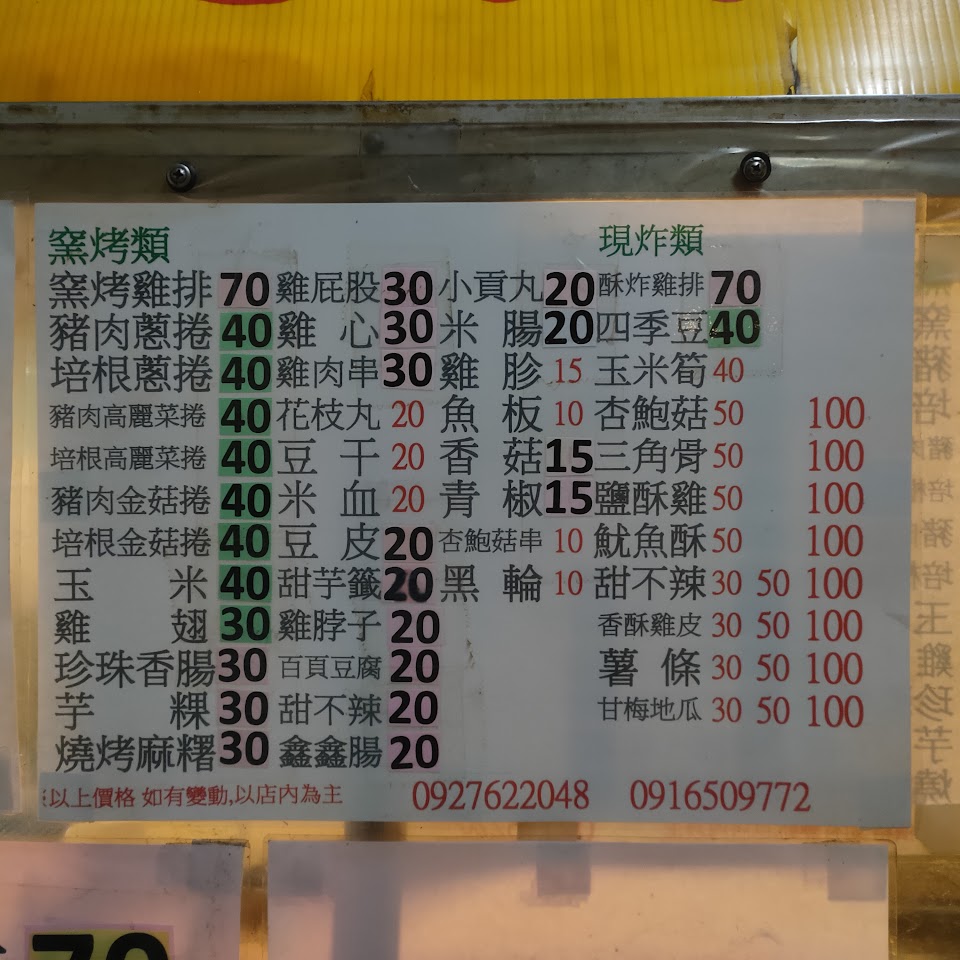 窯烤類 現炸類
窯烤雞排 70 雞屁股 30 小貢丸 20 酥炸雞排 70
豬肉蔥捲 40 雞心 30 米腸 20 四季豆 40
培根蔥捲 40 雞肉串 30 雞胗 15 玉米筍 40
豬肉高麗菜捲 40 花枝丸 20 魚板 10 杏鮑菇 50 100
培根高麗菜捲 40 豆干 20 香菇 15 三角骨 50 100
豬肉金菇捲 40 米血 20 青椒 15 鹽酥雞 50 100
培根金菇捲 40 豆皮 20 杏鮑菇串 10 魷魚酥 50 100
玉米 40 甜芋籤 20 黑輪 10 甜不辣 30 50 100
雞翅 30 雞脖子 20 香酥雞皮 30 50 100
珍珠香腸 30 百頁豆腐 20 薯條 30 50 100
芋粿 30 甜不辣 20 甘梅地瓜 30 50 100
燒烤麻糬 30 鑫鑫腸 20
※以上價格 如有變動,以店內為主 0927622048 0916509772
70